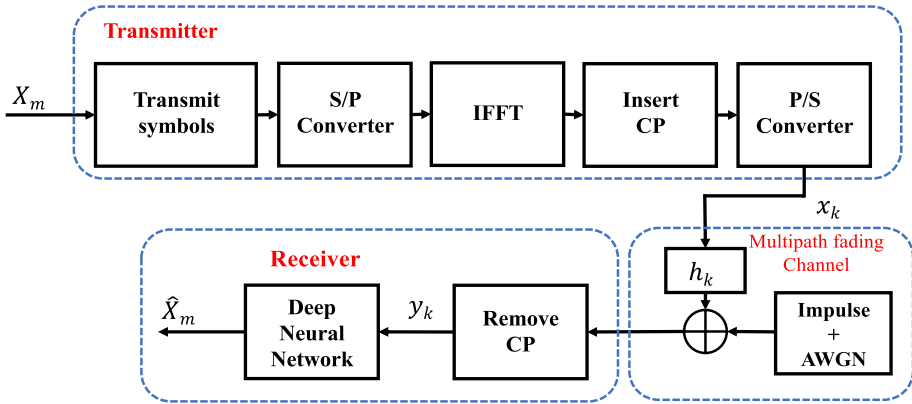 Transmitter
X_m
Transmit
symbols
S/P
Converter
IFFT
Insert
CP
P/S
Converter
x_k
Multipath fading
Channel
h_k
Impulse
+
AWGN
Receiver
Remove
CP
y_k
Deep
Neural
Network
X̂_m